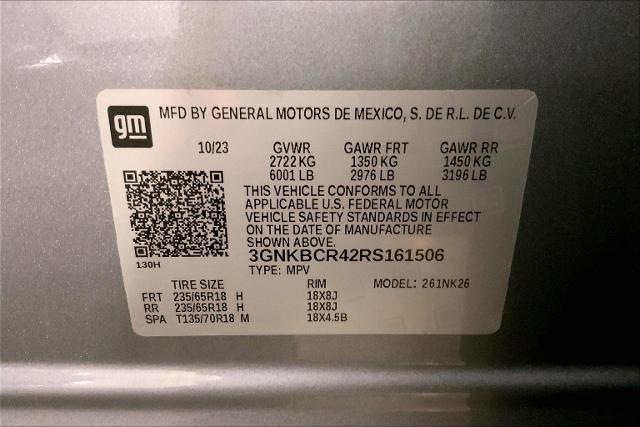 gm MFD BY GENERAL MOTORS DE MEXICO, S. DE R.L. DE C.V.
10/23 GVWR GAWR FRT GAWR RR
2722 KG 1350 KG 1450 KG
6001 LB 2976 LB 3196 LB
THIS VEHICLE CONFORMS TO ALL
APPLICABLE U.S. FEDERAL MOTOR
VEHICLE SAFETY STANDARDS IN EFFECT
ON THE DATE OF MANUFACTURE
SHOWN ABOVE.
3GNKBCR42RS161506
130H
TYPE: MPV
TIRE SIZE RIM MODEL: 261NK26
FRT 235/65R18 H 18X8J
RR 235/65R18 H 18X8J
SPA T135/70R18 M 18X4.5B